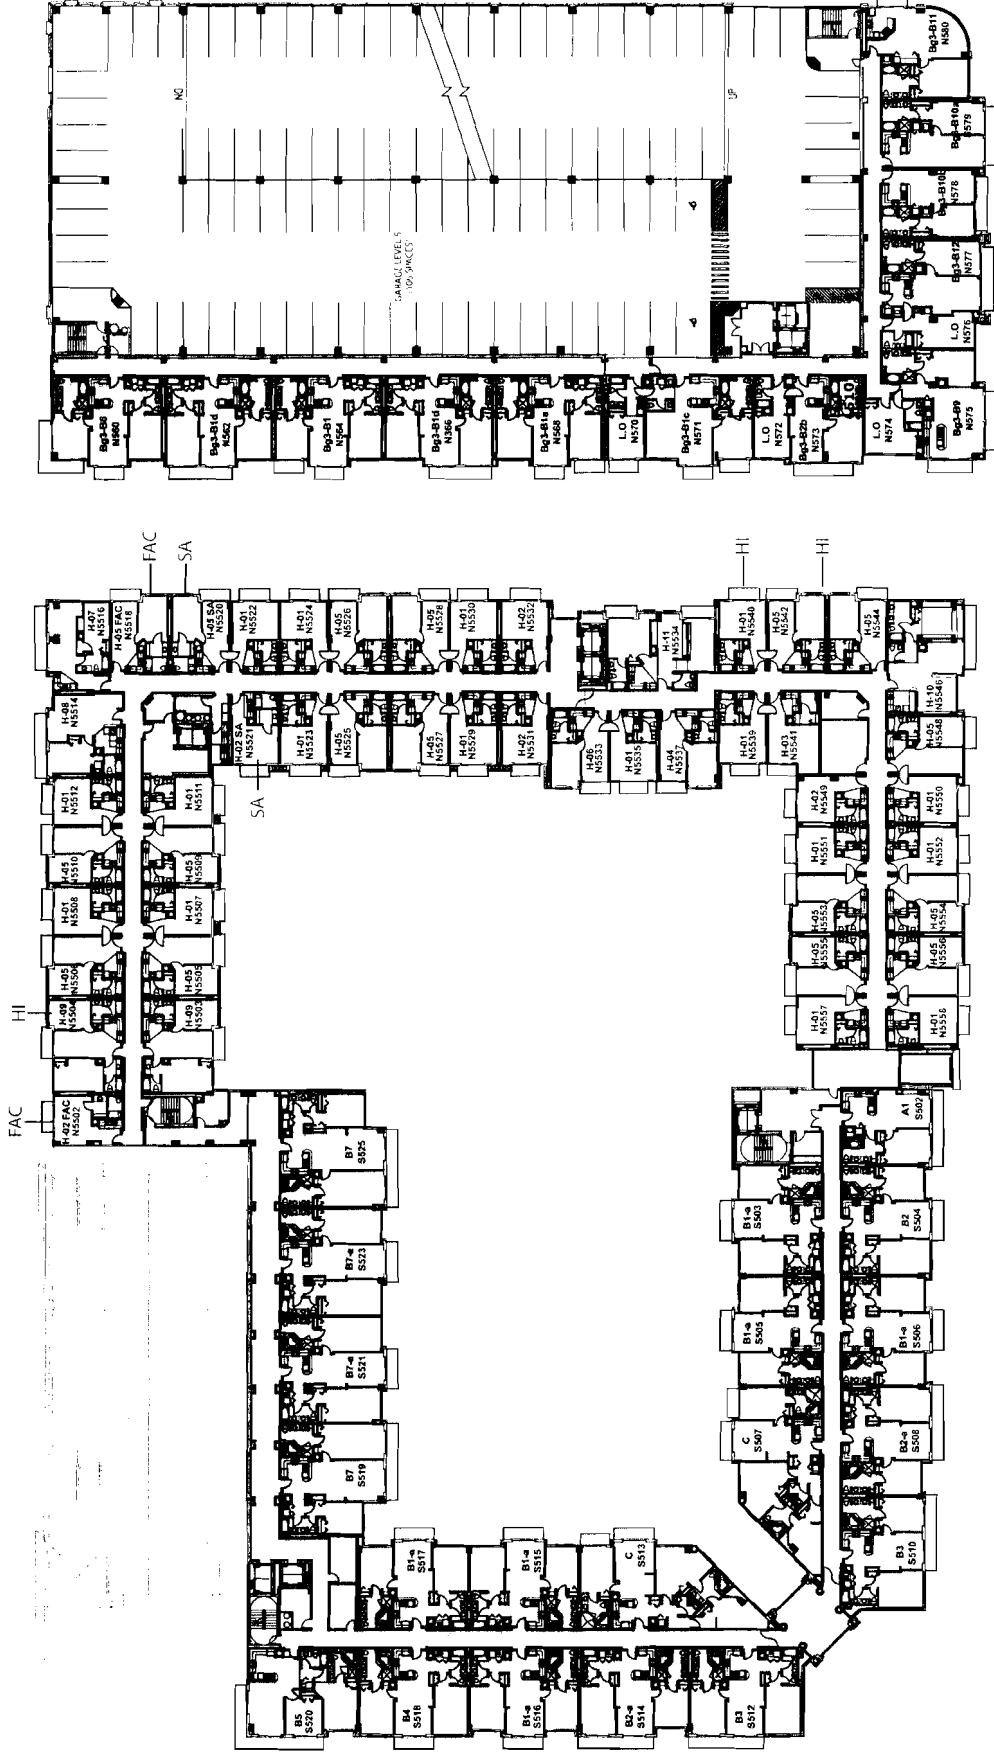 Bg3-B11
N580
Bg3-B10a
N579
Bg3-B10b
N578
Bg3-B12
N577
L.O
N576
Bg3-B9
N575
L.O
N574
Bg3-B2b
N573
L.O
N572
Bg3-B1c
N571
L.O
N570
Bg3-B1a
N568
Bg3-B1d
N366
Bg3-B1
N564
Bg3-B1d
N562
N560
UP
GARAGE LEVEL 5
FAC
SA
HI
HI
H-07
N5516
H-05 FAC
N5518
H-05 SA
N5520
H-01
N5522
H-01
N5524
H-05
N5526
H-05
N5528
H-01
N5530
H-02
N5532
H-11
N5534
H-01
N5540
H-05
N5542
H-05
N5544
H-08
N5514
H-02 SA
N5521
H-01
N5523
H-05
N5525
H-05
N5527
H-01
N5529
H-02
N5531
H-06
N5533
H-01
N5535
H-04
N5537
H-01
N5539
H-03
N5541
H-10
N5546
H-05
N5548
SA
H-01
N5512
H-01
N5511
H-05
N5510
H-05
N5509
H-01
N5508
H-01
N5507
H-05
N5506
H-05
N5505
H-09
N5504
H-09
N5503
HI
FAC
H-02 FAC
N5502
H-02
N5549
H-01
N5550
H-01
N5551
H-01
N5552
H-05
N5553
H-05
N5554
H-05
N5555
H-05
N5556
H-01
N5557
H-01
N5558
B7
S525
B7-a
S523
B7-a
S521
B7
S519
A1
S502
B1-a
S503
B2
S504
B1-a
S505
B1-a
S506
C
S507
B2-a
S508
B3
S510
B1-a
S517
B1-a
S515
C
S513
B5
S520
B4
S518
B1-a
S516
B2-a
S514
B3
S512